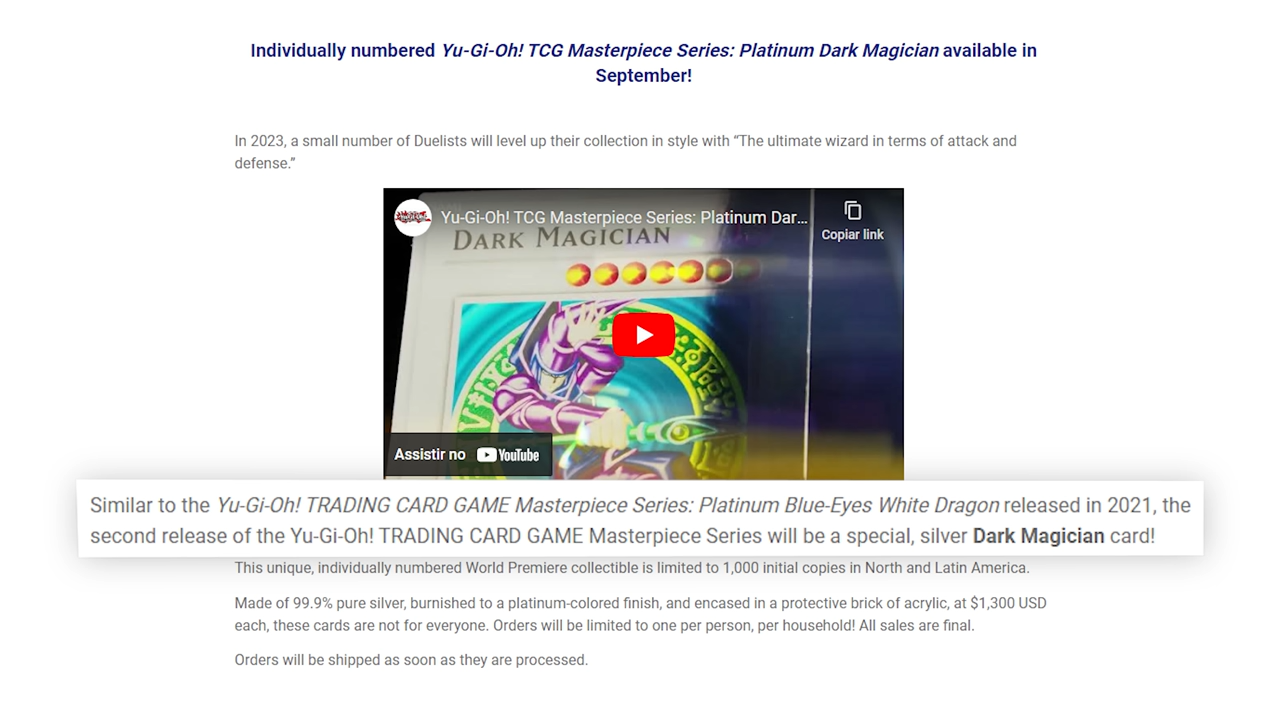 Individually numbered Yu-Gi-Oh! TCG Masterpiece Series: Platinum Dark Magician available in
September!
In 2023, a small number of Duelists will level up their collection in style with “The ultimate wizard in terms of attack and
defense.”
Yu-Gi-Oh! TCG Masterpiece Series: Platinum Dar...
Copiar link
DARK MAGICIAN
Assistir no YouTube
Similar to the Yu-Gi-Oh! TRADING CARD GAME Masterpiece Series: Platinum Blue-Eyes White Dragon released in 2021, the
second release of the Yu-Gi-Oh! TRADING CARD GAME Masterpiece Series will be a special, silver Dark Magician card!
This unique, individually numbered World Premiere collectible is limited to 1,000 initial copies in North and Latin America.
Made of 99.9% pure silver, burnished to a platinum-colored finish, and encased in a protective brick of acrylic, at $1,300 USD
each, these cards are not for everyone. Orders will be limited to one per person, per household! All sales are final.
Orders will be shipped as soon as they are processed.